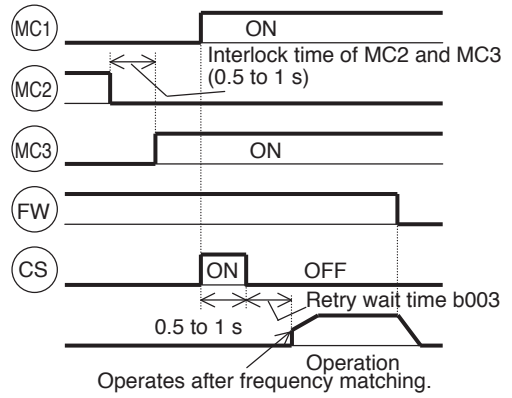 MC1
ON
Interlock time of MC2 and MC3
(0.5 to 1 s)
MC2
MC3
ON
FW
CS
ON
OFF
Retry wait time b003
0.5 to 1 s
Operation
Operates after frequency matching.